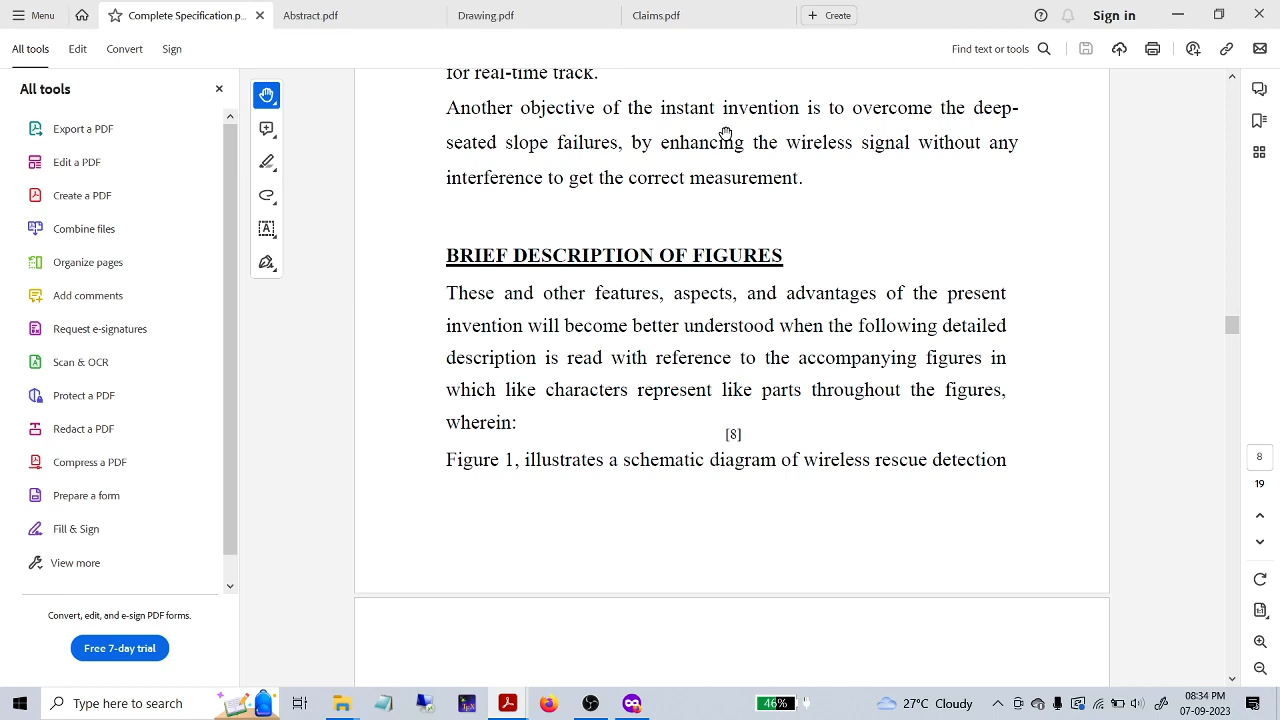 Menu
Complete Specification.p...
Abstract.pdf
Drawing.pdf
Claims.pdf
Create
Sign in
All tools
Edit
Convert
Sign
Find text or tools
All tools
Export a PDF
Edit a PDF
Create a PDF
Combine files
Organize pages
Add comments
Request e-signatures
Scan & OCR
Protect a PDF
Redact a PDF
Compress a PDF
Prepare a form
Fill & Sign
View more
Convert, edit, and e-sign PDF forms.
Free 7-day trial
for real-time track.
Another objective of the instant invention is to overcome the deep-
seated slope failures, by enhancing the wireless signal without any
interference to get the correct measurement.
BRIEF DESCRIPTION OF FIGURES
These and other features, aspects, and advantages of the present
invention will become better understood when the following detailed
description is read with reference to the accompanying figures in
which like characters represent like parts throughout the figures,
wherein:
[8]
Figure 1, illustrates a schematic diagram of wireless rescue detection
8
19
Type here to search
46%
27°C Cloudy
08:34 PM
07-09-2023